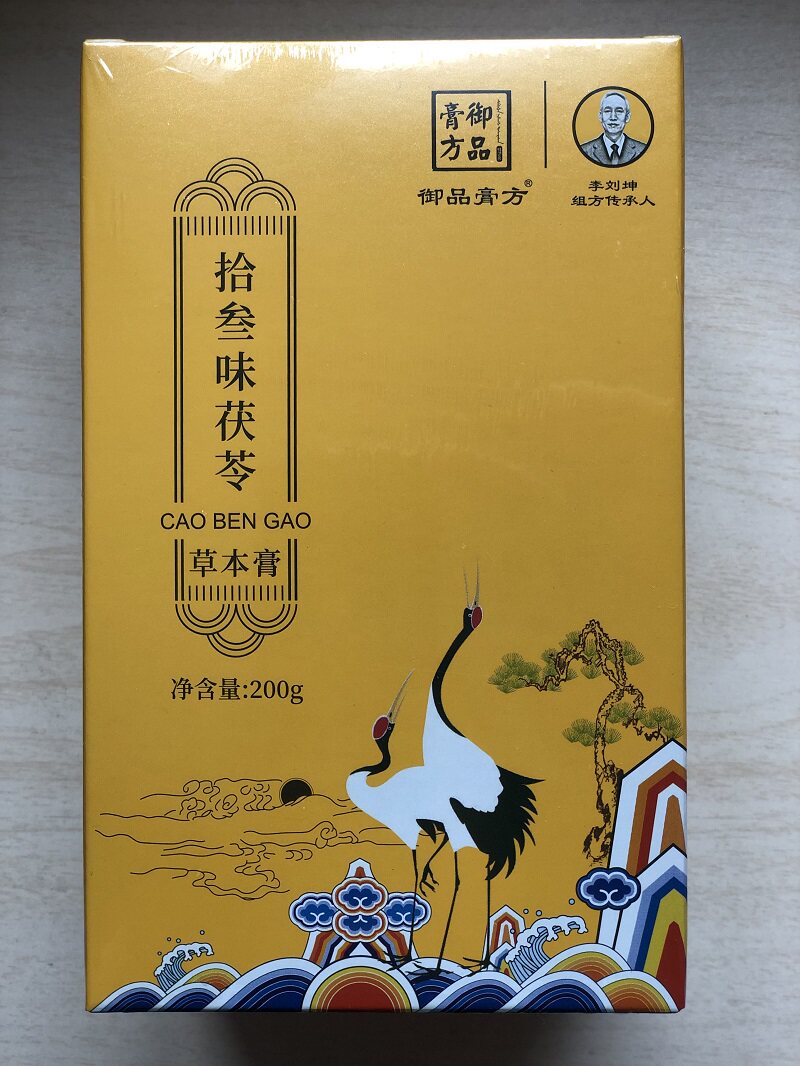 御品
膏方
御品膏方®
李刘坤
组方传承人
拾叁味茯苓
CAO BEN GAO
草本膏
净含量:200g